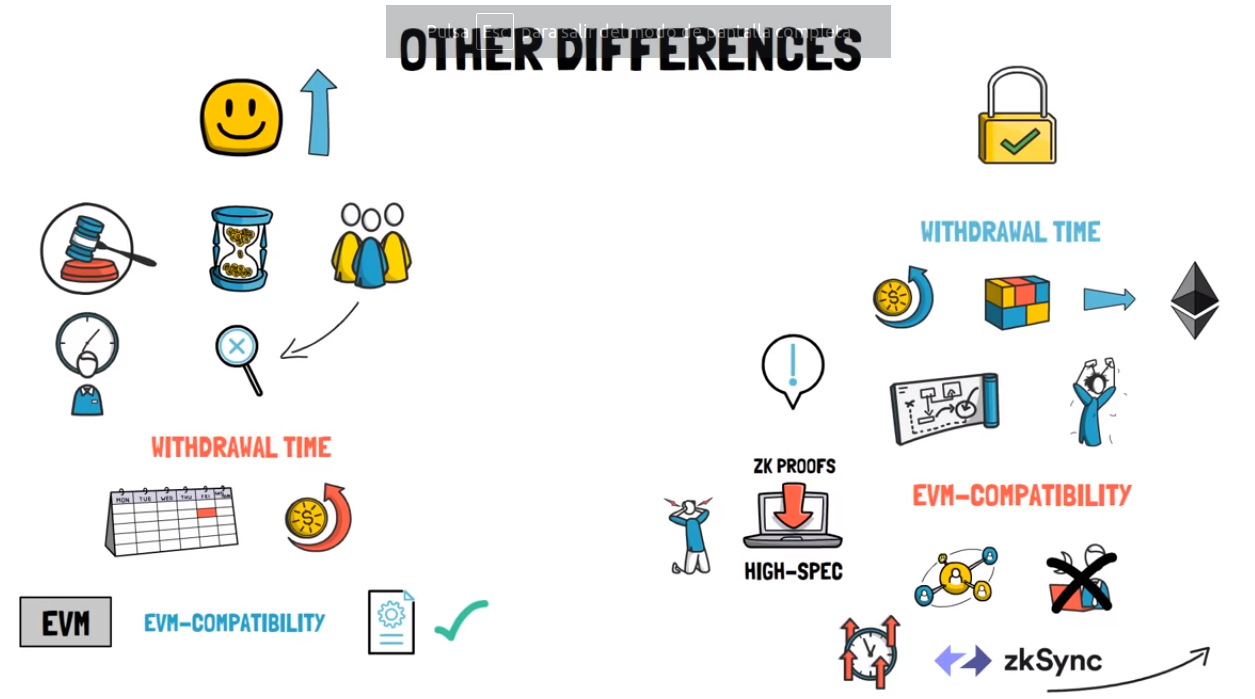 Pulsa Esc para salir del modo de pantalla completa
OTHER DIFFERENCES
WITHDRAWAL TIME
MON TUE WED THU FRI
EVM
EVM-COMPATIBILITY
WITHDRAWAL TIME
ZK PROOFS
HIGH-SPEC
EVM-COMPATIBILITY
zkSync